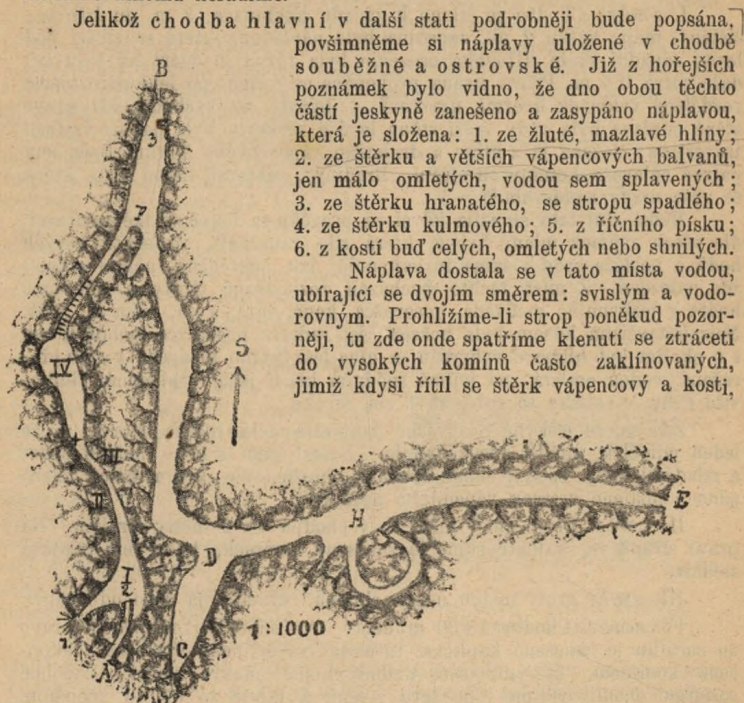 Jelikož chodba hlavní v další stati podrobněji bude popsána,
povšimněme si náplavy uložené v chodbě
souběžné a ostrovské. Již z hořejších
poznámek bylo vidno, že dno obou těchto
částí jeskyně zanešeno a zasypáno náplavou,
která je složena: 1. ze žluté, mazlavé hlíny;
2. ze štěrku a větších vápencových balvanů,
jen málo omletých, vodou sem splavených;
3. ze štěrku hranatého, se stropu spadlého;
4. ze štěrku kulmového; 5. z říčního písku;
6. z kostí buď celých, omletých nebo shnilých.
Náplava dostala se v tato místa vodou,
ubírající se dvojím směrem: svislým a vodo-
rovným. Prohlížíme-li strop poněkud pozor-
něji, tu zde onde spatříme klenutí se ztráceti
do vysokých komínů často zaklínovaných,
jimiž kdysi řítil se štěrk vápencový a kosti,
B
3
S
IV
+
III
II
E
H
D
I
C
A
1:1000